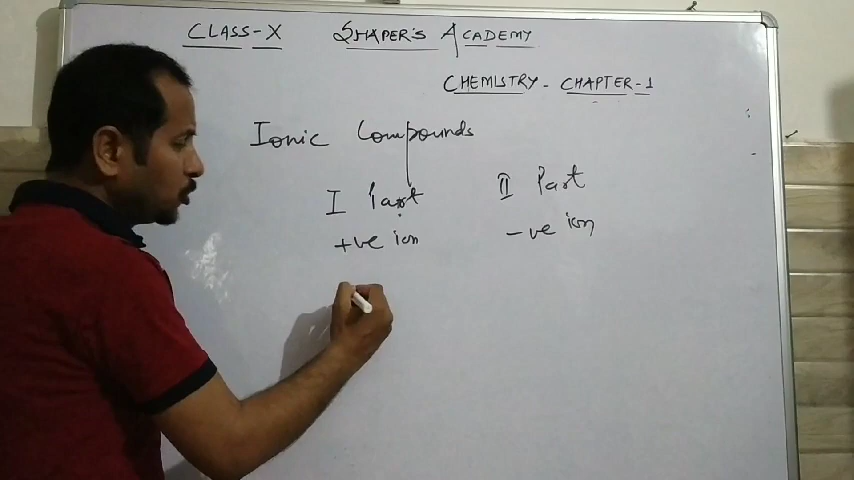 CLASS-X SHAPER'S ACADEMY
CHEMISTRY - CHAPTER-1
Ionic Compounds
I Part II Part
+ve ion -ve ion